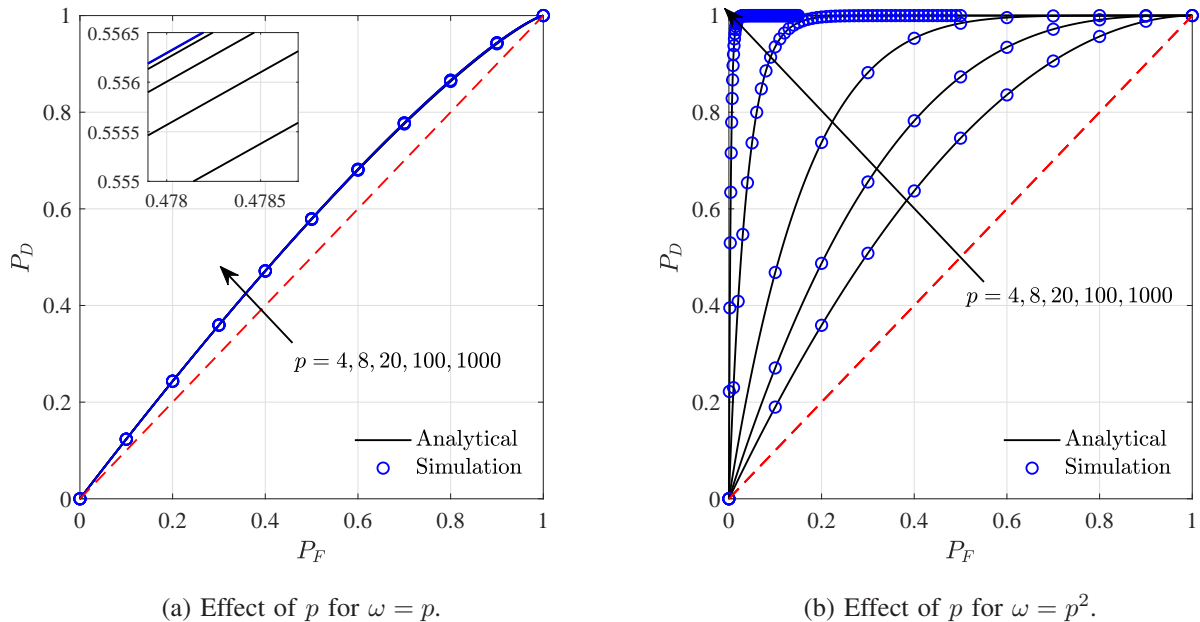 1
0.8
0.6
0.4
0.2
0
0 0.2 0.4 0.6 0.8 1
P_D
P_F
0.5565
0.556
0.5555
0.555
0.478 0.4785
p = 4, 8, 20, 100, 1000
Analytical
Simulation
(a) Effect of p for ω = p.
1
0.8
0.6
0.4
0.2
0
0 0.2 0.4 0.6 0.8 1
P_D
P_F
p = 4, 8, 20, 100, 1000
Analytical
Simulation
(b) Effect of p for ω = p².